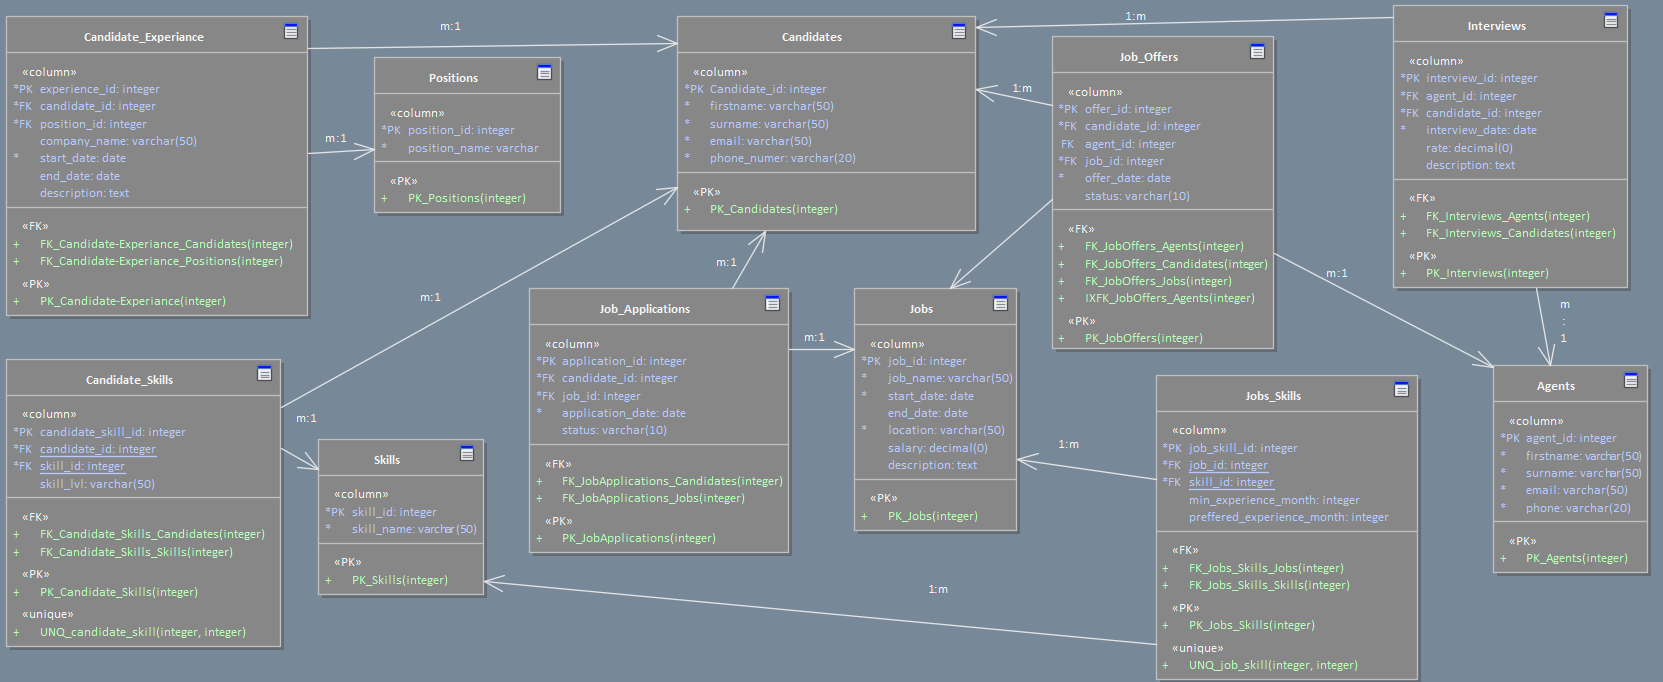 Candidate_Experiance
«column»
*PK experience_id: integer
*FK candidate_id: integer
*FK position_id: integer
company_name: varchar(50)
* start_date: date
end_date: date
description: text
«FK»
+ FK_Candidate-Experiance_Candidates(integer)
+ FK_Candidate-Experiance_Positions(integer)
«PK»
+ PK_Candidate-Experiance(integer)
m:1
m:1
Positions
«column»
*PK position_id: integer
* position_name: varchar
«PK»
+ PK_Positions(integer)
Candidates
«column»
*PK Candidate_id: integer
* firstname: varchar(50)
* surname: varchar(50)
* email: varchar(50)
* phone_numer: varchar(20)
«PK»
+ PK_Candidates(integer)
1:m
1:m
Job_Offers
«column»
*PK offer_id: integer
*FK candidate_id: integer
FK agent_id: integer
*FK job_id: integer
* offer_date: date
status: varchar(10)
«FK»
+ FK_JobOffers_Agents(integer)
+ FK_JobOffers_Candidates(integer)
+ FK_JobOffers_Jobs(integer)
+ IXFK_JobOffers_Agents(integer)
«PK»
+ PK_JobOffers(integer)
Interviews
«column»
*PK interview_id: integer
*FK agent_id: integer
*FK candidate_id: integer
* interview_date: date
rate: decimal(0)
description: text
«FK»
+ FK_Interviews_Agents(integer)
+ FK_Interviews_Candidates(integer)
«PK»
+ PK_Interviews(integer)
m:1
m
:
1
m:1
m:1
Candidate_Skills
«column»
*PK candidate_skill_id: integer
*FK candidate_id: integer
*FK skill_id: integer
skill_lvl: varchar(50)
«FK»
+ FK_Candidate_Skills_Candidates(integer)
+ FK_Candidate_Skills_Skills(integer)
«PK»
+ PK_Candidate_Skills(integer)
«unique»
+ UNQ_candidate_skill(integer, integer)
m:1
Skills
«column»
*PK skill_id: integer
* skill_name: varchar(50)
«PK»
+ PK_Skills(integer)
Job_Applications
«column»
*PK application_id: integer
*FK candidate_id: integer
*FK job_id: integer
* application_date: date
status: varchar(10)
«FK»
+ FK_JobApplications_Candidates(integer)
+ FK_JobApplications_Jobs(integer)
«PK»
+ PK_JobApplications(integer)
m:1
Jobs
«column»
*PK job_id: integer
* job_name: varchar(50)
* start_date: date
end_date: date
* location: varchar(50)
salary: decimal(0)
description: text
«PK»
+ PK_Jobs(integer)
1:m
1:m
Jobs_Skills
«column»
*PK job_skill_id: integer
*FK job_id: integer
*FK skill_id: integer
min_experience_month: integer
preffered_experience_month: integer
«FK»
+ FK_Jobs_Skills_Jobs(integer)
+ FK_Jobs_Skills_Skills(integer)
«PK»
+ PK_Jobs_Skills(integer)
«unique»
+ UNQ_job_skill(integer, integer)
Agents
«column»
*PK agent_id: integer
* firstname: varchar(50)
* surname: varchar(50)
* email: varchar(50)
* phone: varchar(20)
«PK»
+ PK_Agents(integer)